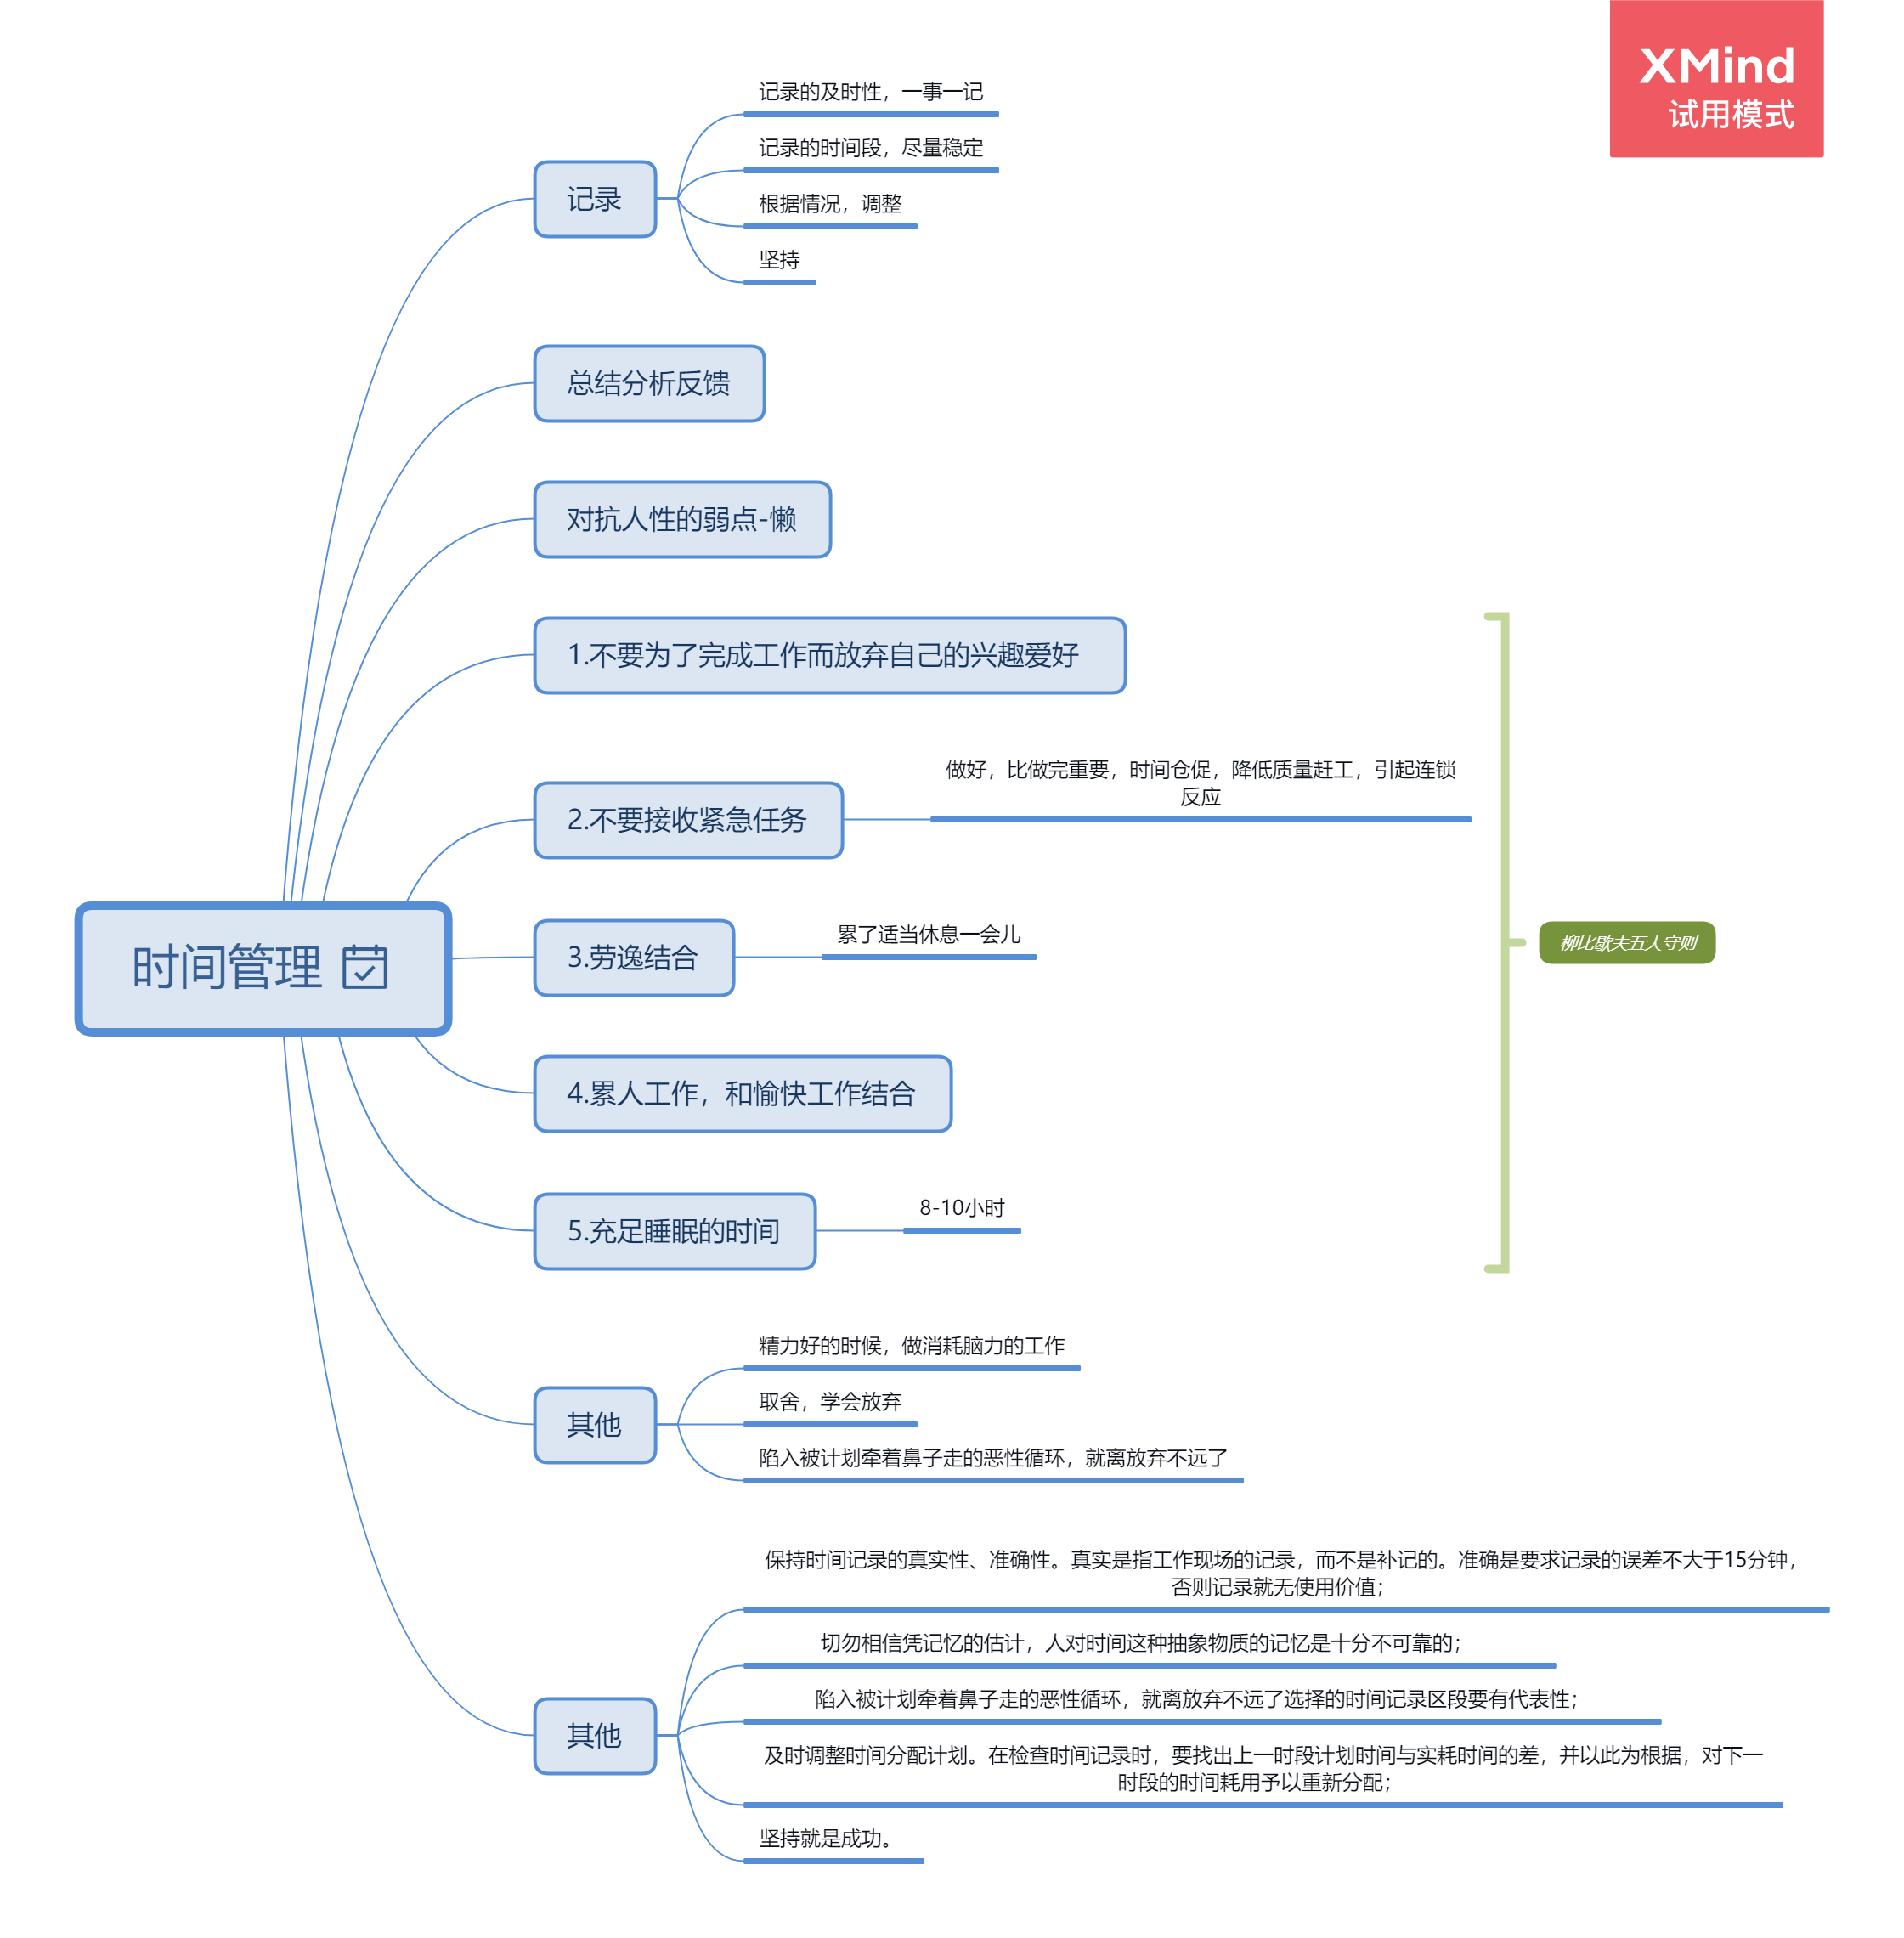 XMind
试用模式
记录的及时性，一事一记
记录的时间段，尽量稳定
记录
根据情况，调整
坚持
总结分析反馈
对抗人性的弱点-懒
1.不要为了完成工作而放弃自己的兴趣爱好
做好，比做完重要，时间仓促，降低质量赶工，引起连锁
反应
2.不要接收紧急任务
时间管理
3.劳逸结合
累了适当休息一会儿
柳比歇夫五大守则
4.累人工作，和愉快工作结合
5.充足睡眠的时间
8-10小时
精力好的时候，做消耗脑力的工作
其他
取舍，学会放弃
陷入被计划牵着鼻子走的恶性循环，就离放弃不远了
保持时间记录的真实性、准确性。真实是指工作现场的记录，而不是补记的。准确是要求记录的误差不大于15分钟，
否则记录就无使用价值；
切勿相信凭记忆的估计，人对时间这种抽象物质的记忆是十分不可靠的；
其他
陷入被计划牵着鼻子走的恶性循环，就离放弃不远了选择的时间记录区段要有代表性；
及时调整时间分配计划。在检查时间记录时，要找出上一时段计划时间与实耗时间的差，并以此为根据，对下一
时段的时间耗用予以重新分配；
坚持就是成功。